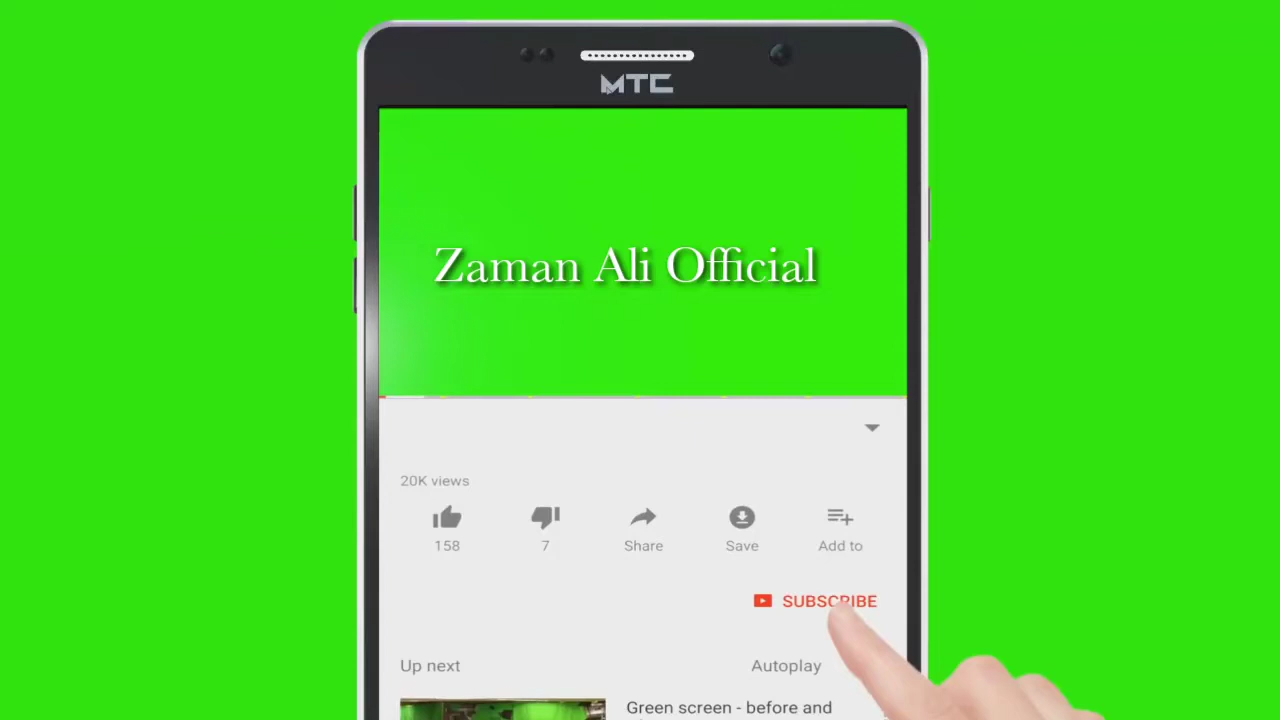 MTC
Zaman Ali Official
20K views
158
7
Share
Save
Add to
SUBSCRIBE
Up next
Autoplay
Green screen - before and